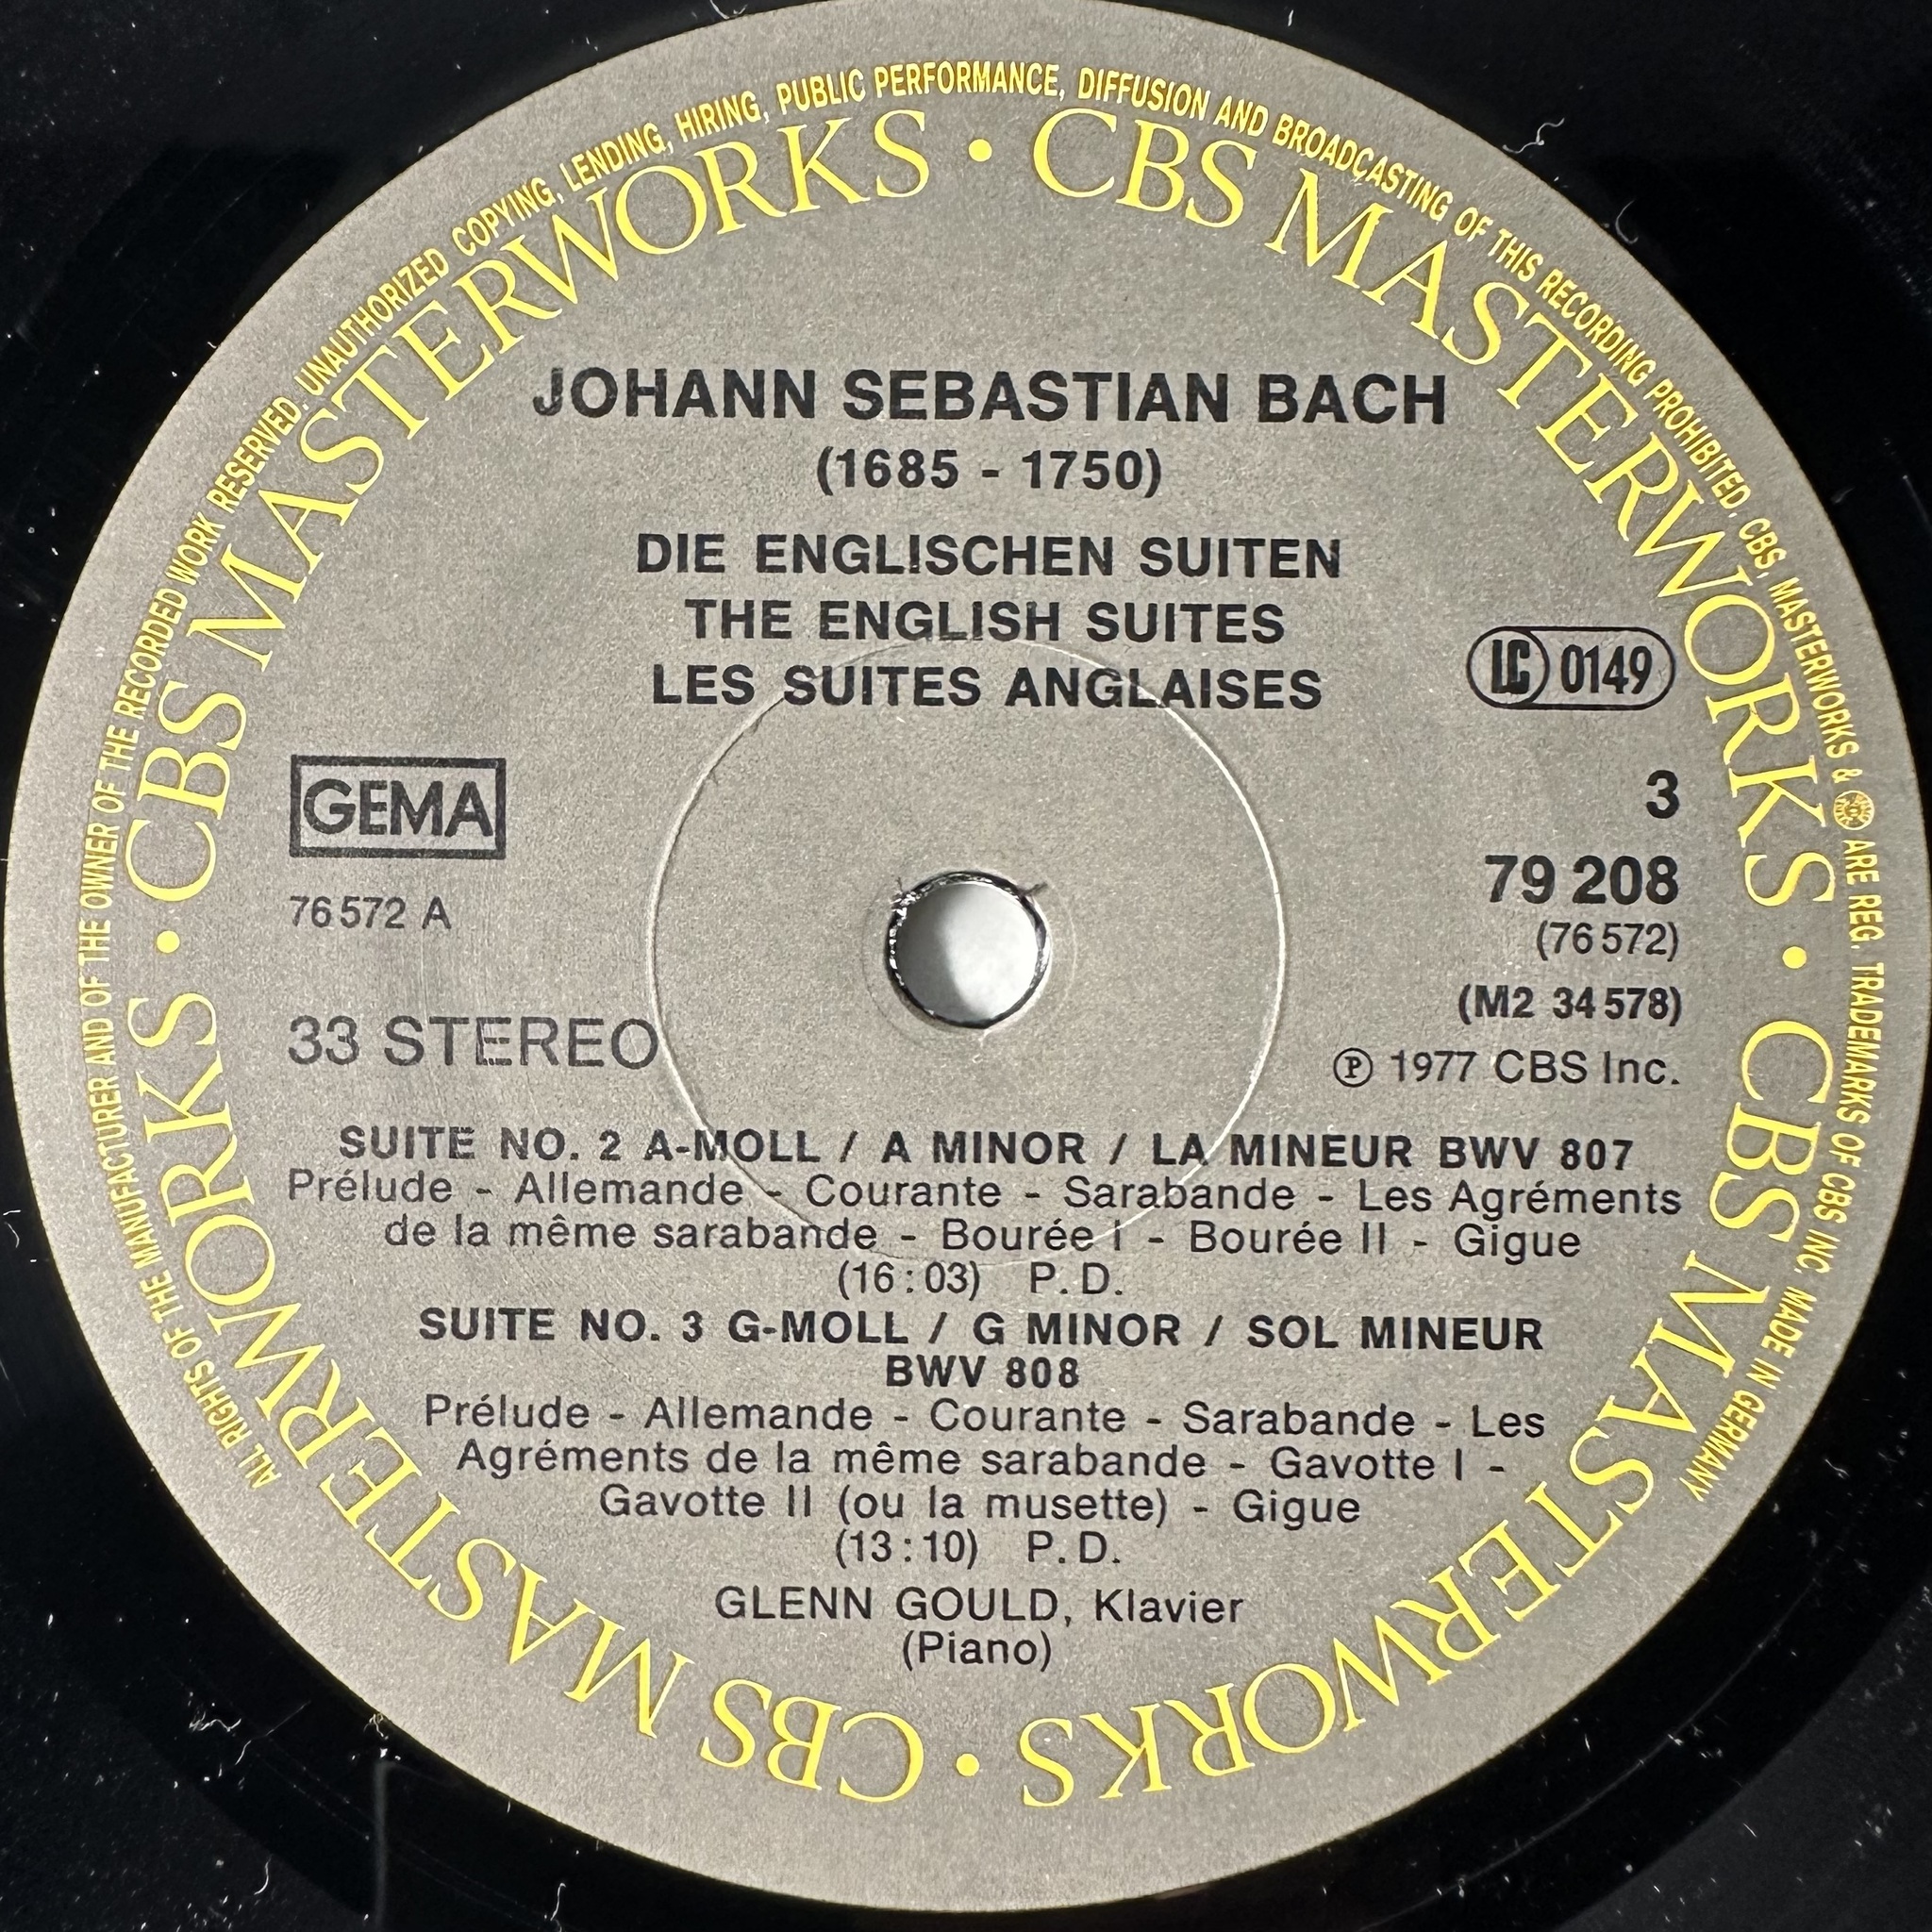 ALL RIGHTS OF THE MANUFACTURER AND OF THE OWNER OF THE RECORDED WORK RESERVED. UNAUTHORIZED COPYING, LENDING, HIRING, PUBLIC PERFORMANCE, DIFFUSION AND BROADCASTING OF THIS RECORDING PROHIBITED, CBS, MASTERWORKS & ARE REG. TRADEMARKS OF CBS INC. MADE IN GERMANY
CBS MASTERWORKS • CBS MASTERWORKS • CBS MASTERWORKS • CBS MASTERWORKS •
JOHANN SEBASTIAN BACH
(1685 - 1750)
DIE ENGLISCHEN SUITEN
THE ENGLISH SUITES
LES SUITES ANGLAISES
LC 0149
GEMA
3
79 208
76 572 A
(76 572)
(M2 34 578)
33 STEREO
Ⓟ 1977 CBS Inc.
SUITE NO. 2 A-MOLL / A MINOR / LA MINEUR BWV 807
Prélude - Allemande - Courante - Sarabande - Les Agréments
de la même sarabande - Bourée I - Bourée II - Gigue
(16:03) P.D.
SUITE NO. 3 G-MOLL / G MINOR / SOL MINEUR
BWV 808
Prélude - Allemande - Courante - Sarabande - Les
Agréments de la même sarabande - Gavotte I -
Gavotte II (ou la musette) - Gigue
(13:10) P.D.
GLENN GOULD, Klavier
(Piano)